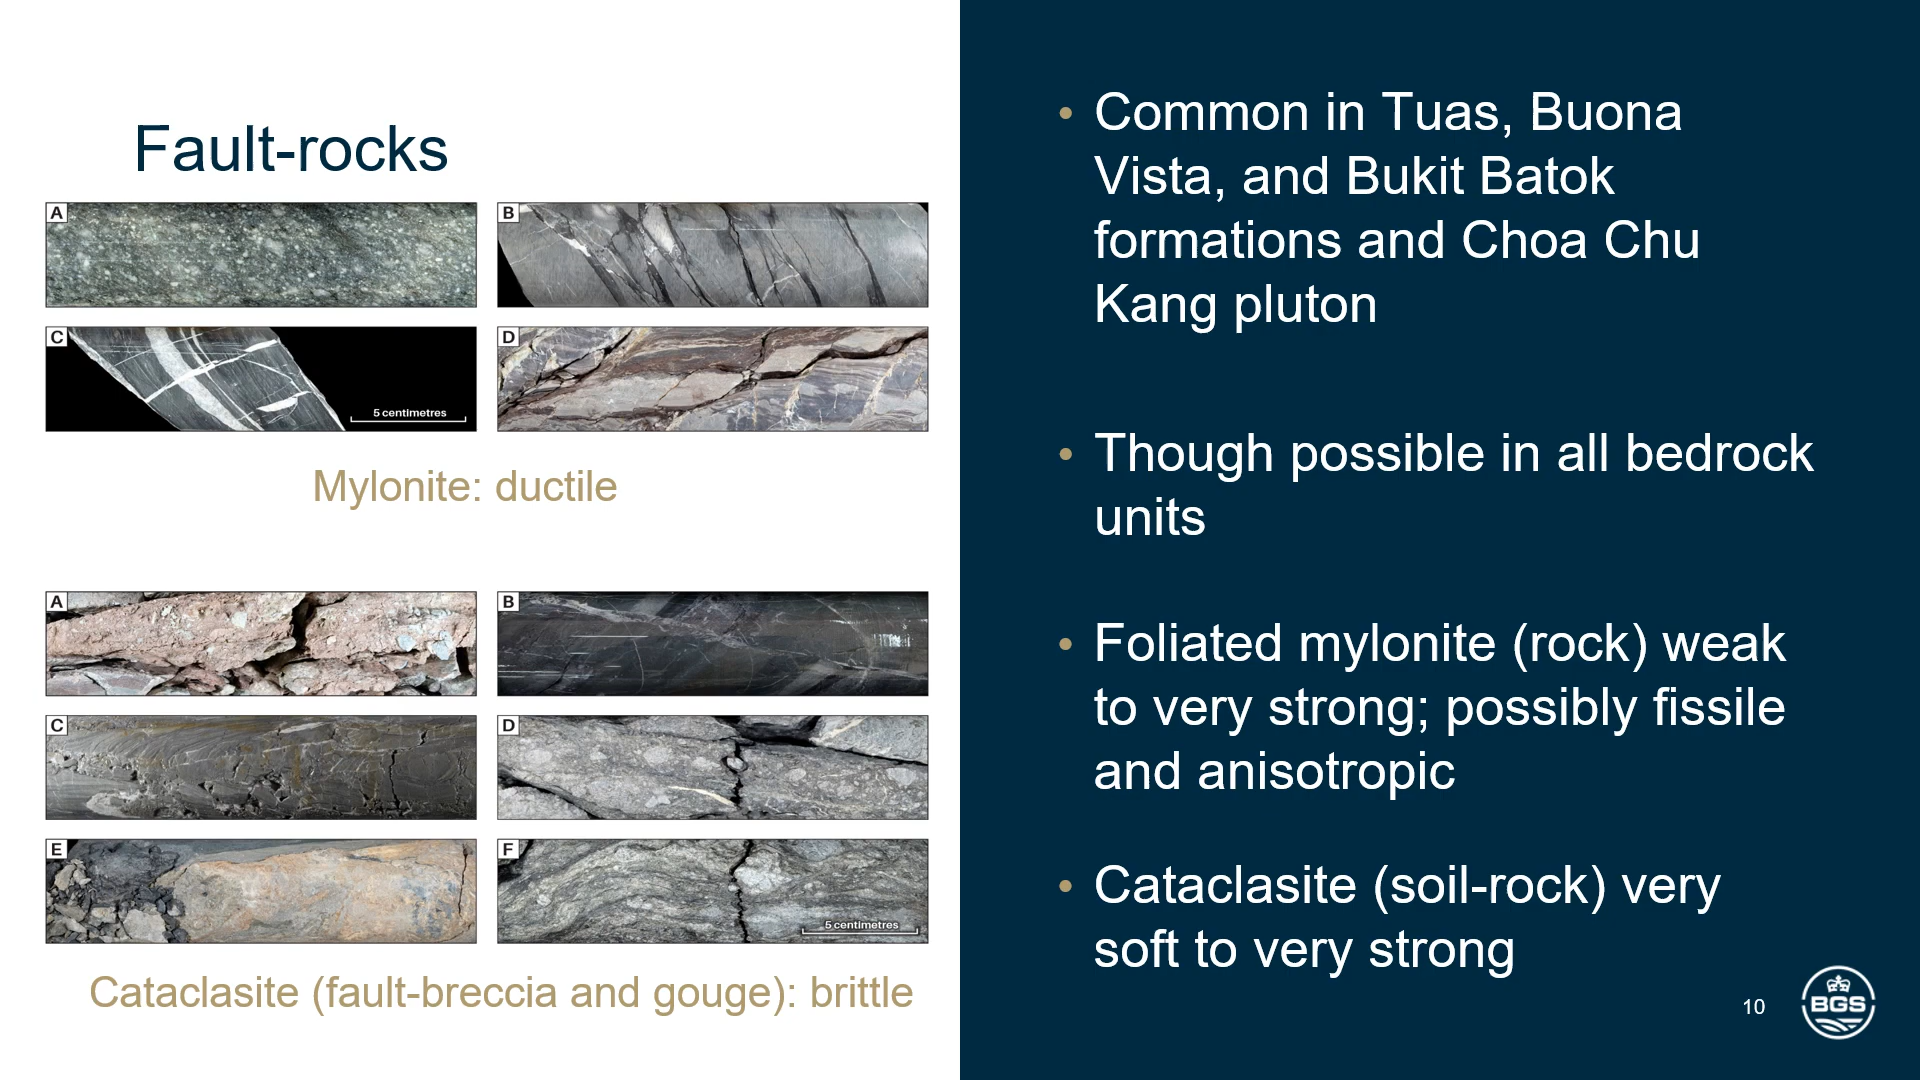 Fault-rocks
A
B
C
5 centimetres
D
Mylonite: ductile
A
B
C
D
E
F
5 centimetres
Cataclasite (fault-breccia and gouge): brittle
• Common in Tuas, Buona
Vista, and Bukit Batok
formations and Choa Chu
Kang pluton
• Though possible in all bedrock
units
• Foliated mylonite (rock) weak
to very strong; possibly fissile
and anisotropic
• Cataclasite (soil-rock) very
soft to very strong
10
BGS